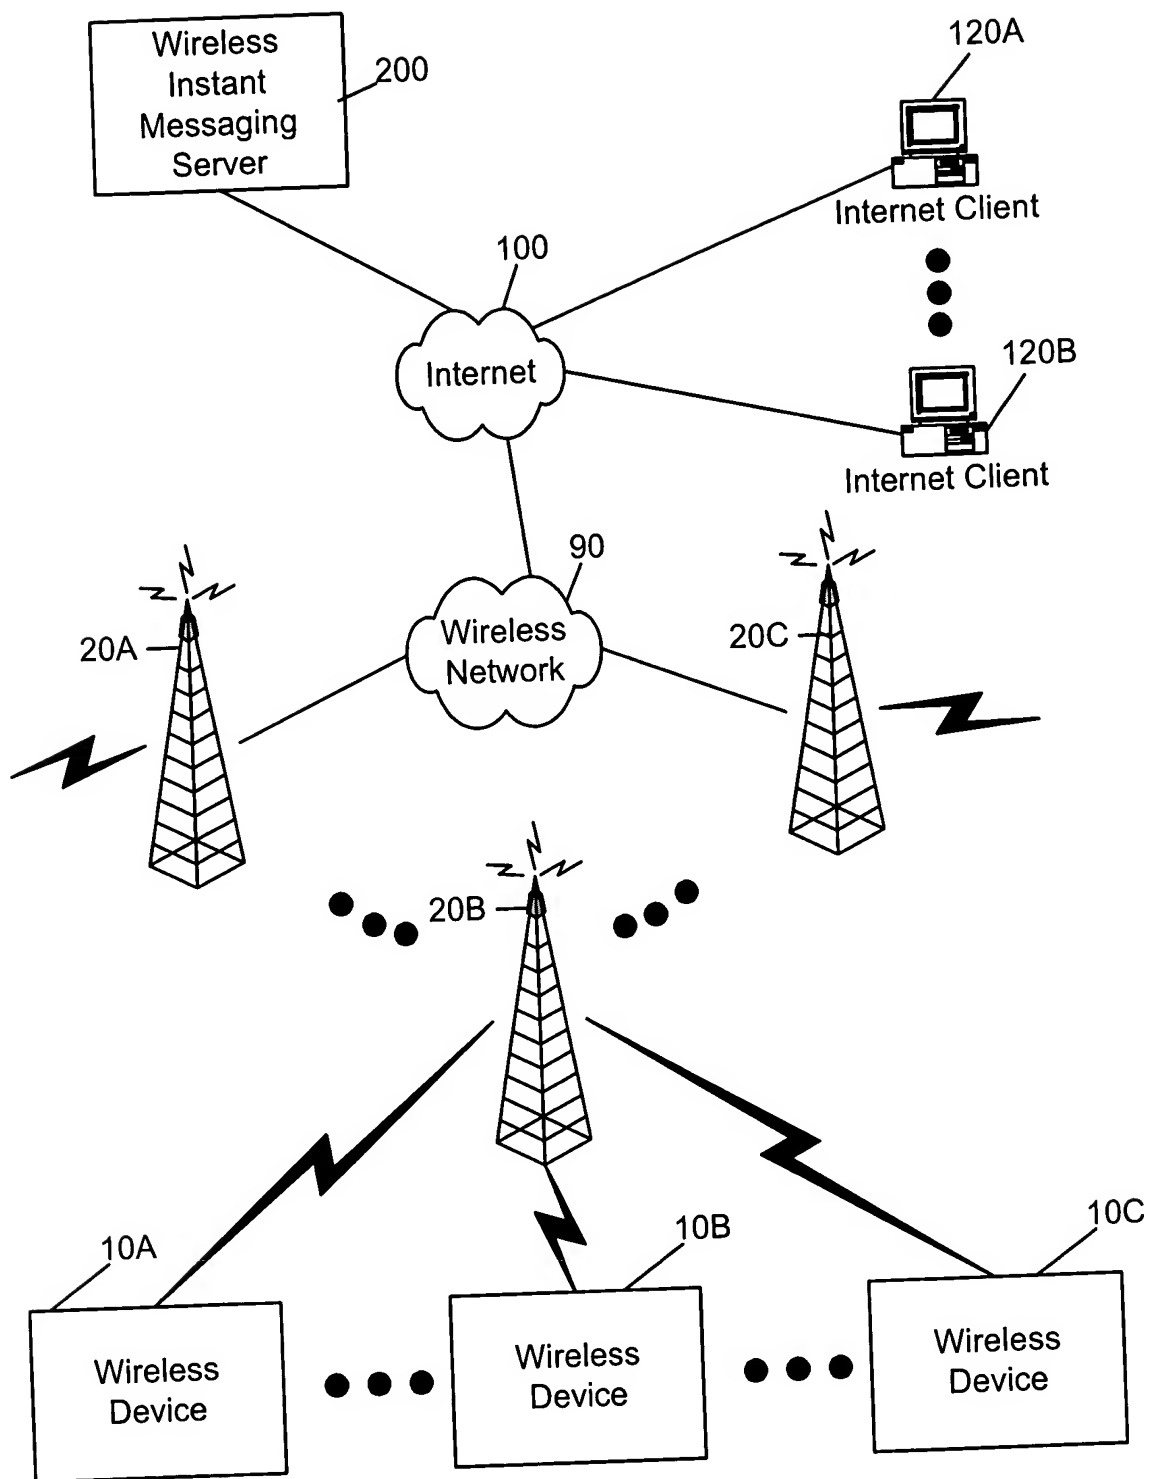 Wireless
Instant
Messaging
Server
200
120A
Internet Client
100
Internet
120B
Internet Client
90
Wireless
Network
20A
20C
20B
10A
10B
10C
Wireless
Device
Wireless
Device
Wireless
Device